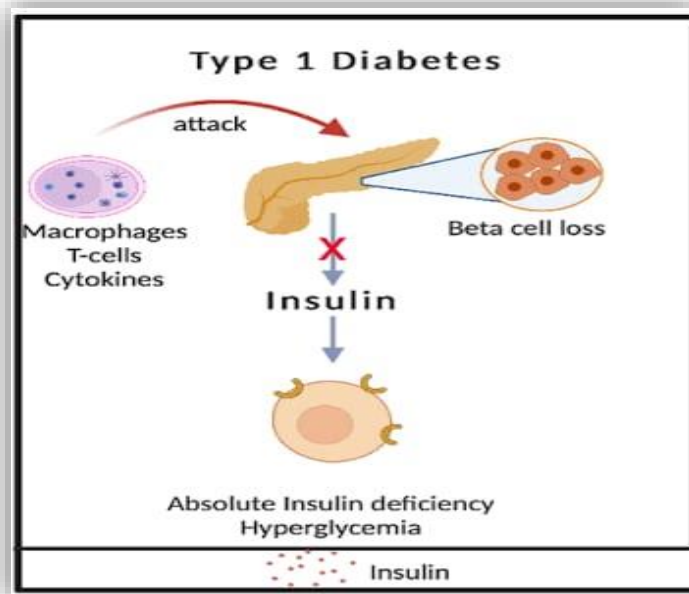 Type 1 Diabetes
attack
Macrophages
T-cells
Cytokines
Beta cell loss
X
Insulin
Absolute Insulin deficiency
Hyperglycemia
Insulin